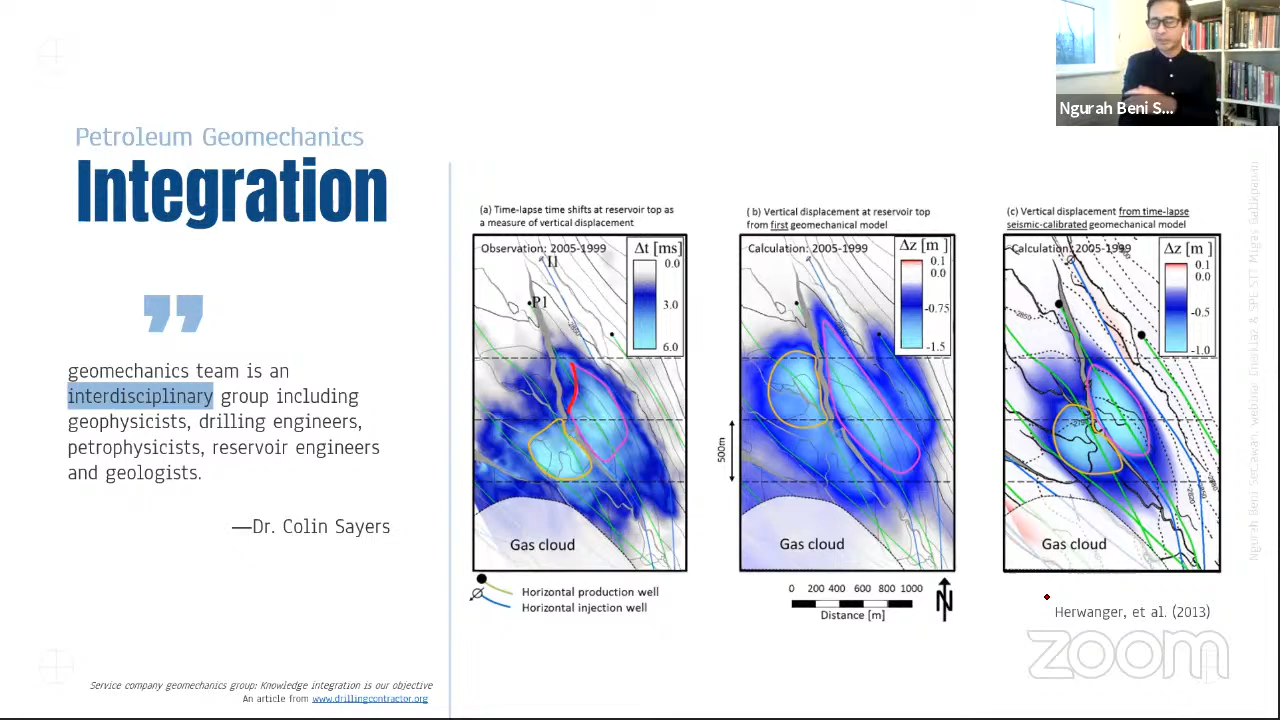 Ngurah Beni S...
Petroleum Geomechanics
Integration
”
geomechanics team is an
interdisciplinary group including
geophysicists, drilling engineers,
petrophysicists, reservoir engineers
and geologists.
—Dr. Colin Sayers
Service company geomechanics group: Knowledge integration is our objective
An article from www.drillingcontractor.org
(a) Time-lapse time shifts at reservoir top as
a measure of vertical displacement
Observation: 2005-1999
Δt [ms]
0.0
3.0
6.0
I1
P1
Gas cloud
Horizontal production well
Horizontal injection well
( b) Vertical displacement at reservoir top
from first geomechanical model
Calculation: 2005-1999
Δz [m ]
0.1
0.0
-0.75
-1.5
500m
Gas cloud
0 200 400 600 800 1000
Distance [m]
N
(c) Vertical displacement from time-lapse
seismic-calibrated geomechanical model
Calculation: 2005-1999
Δz [m ]
0.1
0.0
-0.5
-1.0
Gas cloud
Herwanger, et al. (2013)
zoom